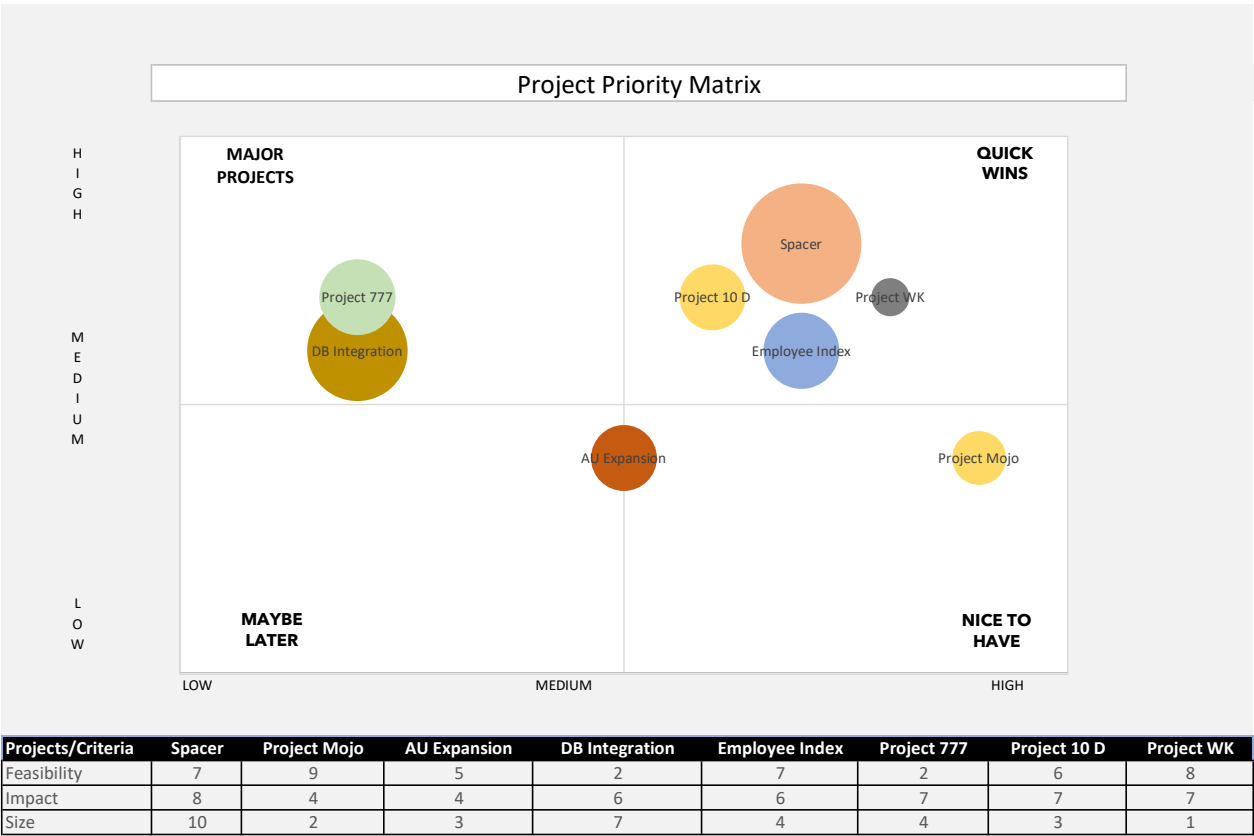 Project Priority Matrix
MAJOR
PROJECTS
QUICK
WINS
H
I
G
H
Spacer
Project 777
Project 10 D
Project WK
M
E
D
I
U
M
DB Integration
Employee Index
AU Expansion
Project Mojo
L
O
W
MAYBE
LATER
NICE TO
HAVE
LOW MEDIUM HIGH
Projects/Criteria Spacer Project Mojo AU Expansion DB Integration Employee Index Project 777 Project 10 D Project WK
Feasibility 7 9 5 2 7 2 6 8
Impact 8 4 4 6 6 7 7 7
Size 10 2 3 7 4 4 3 1